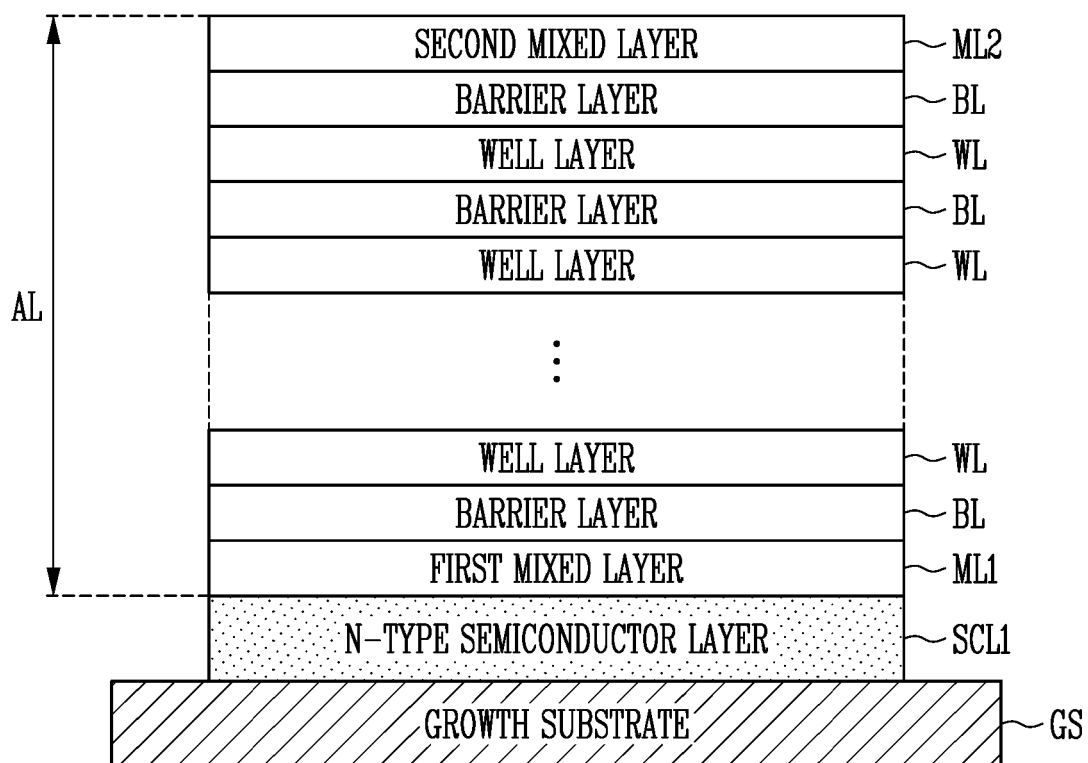 SECOND MIXED LAYER ML2
BARRIER LAYER BL
WELL LAYER WL
BARRIER LAYER BL
WELL LAYER WL
AL
WELL LAYER WL
BARRIER LAYER BL
FIRST MIXED LAYER ML1
N-TYPE SEMICONDUCTOR LAYER SCL1
GROWTH SUBSTRATE GS